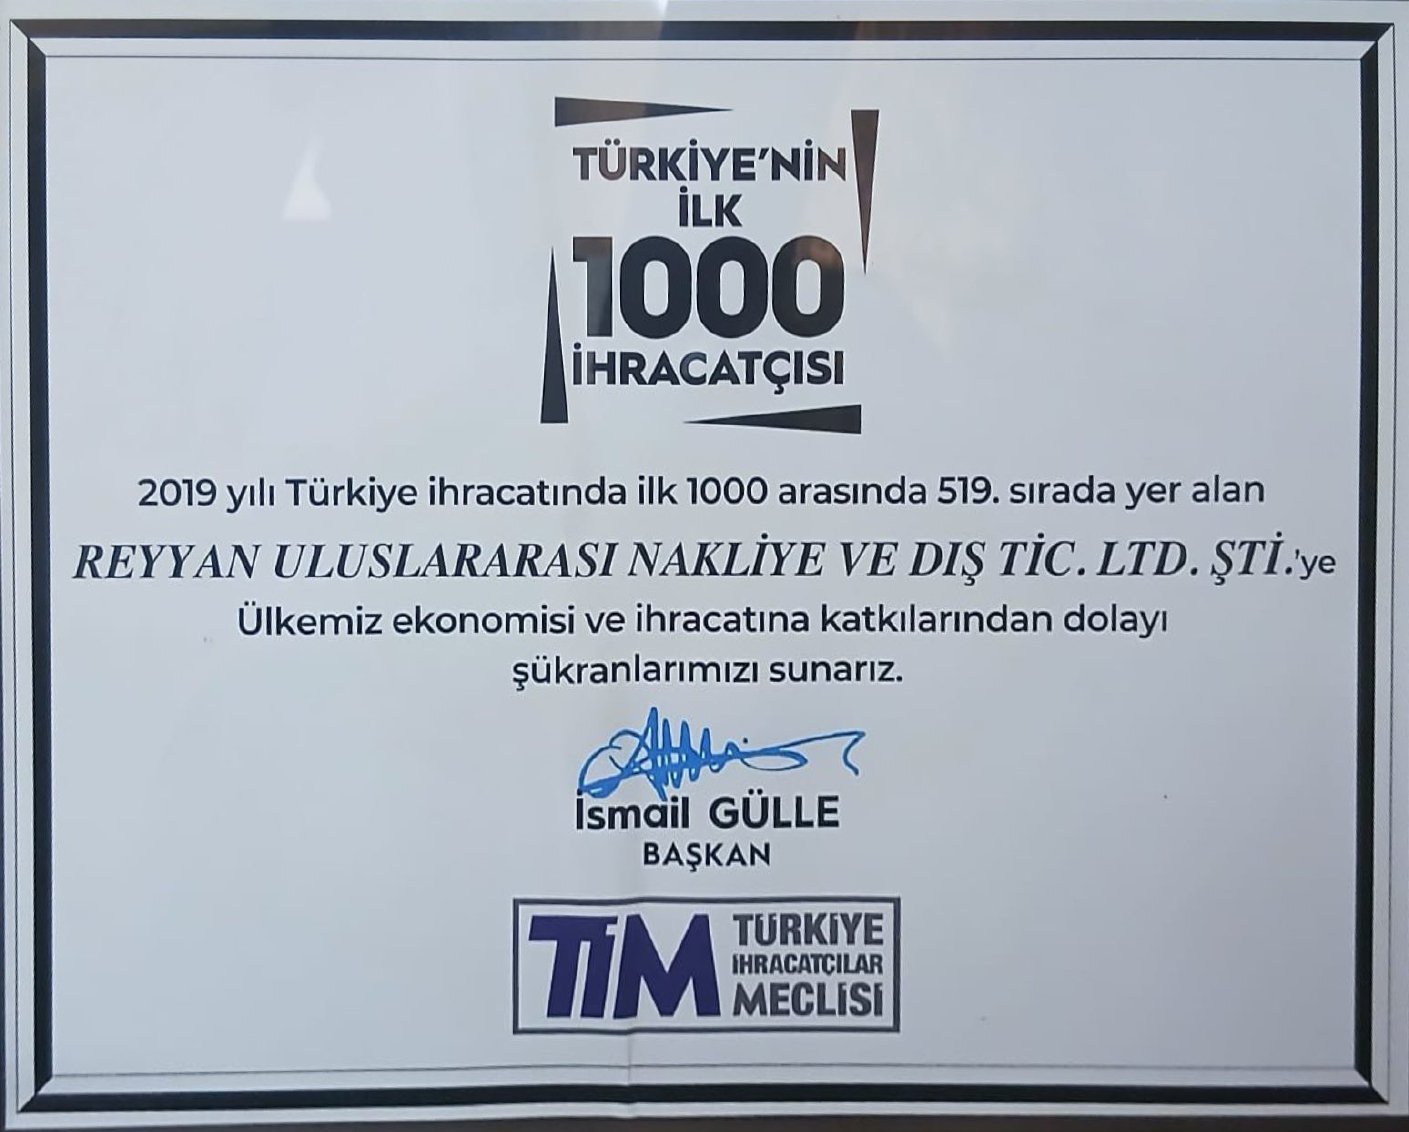 TÜRKİYE'NİN
İLK
1000
İHRACATÇISI
2019 yılı Türkiye ihracatında ilk 1000 arasında 519. sırada yer alan
REYYAN ULUSLARARASI NAKLİYE VE DIŞ TİC. LTD. ŞTİ.'ye
Ülkemiz ekonomisi ve ihracatına katkılarından dolayı
şükranlarımızı sunarız.
İsmail GÜLLE
BAŞKAN
TİM
TÜRKİYE
İHRACATÇILAR
MECLİSİ